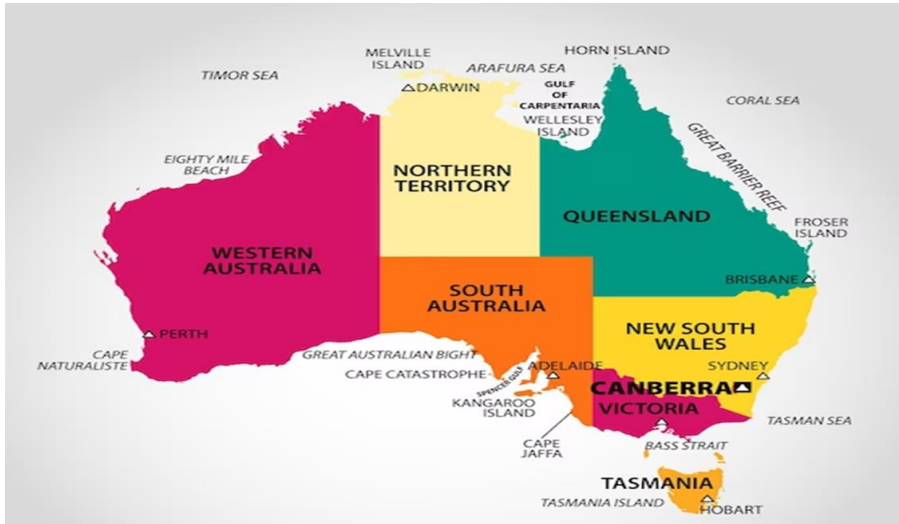 HORN ISLAND
MELVILLE
ISLAND
TIMOR SEA
ARAFURA SEA
DARWIN
GULF
OF
CARPENTARIA
WELLESLEY
ISLAND
CORAL SEA
GREAT BARRIER REEF
EIGHTY MILE
BEACH
NORTHERN
TERRITORY
QUEENSLAND
FROSER
ISLAND
WESTERN
AUSTRALIA
SOUTH
AUSTRALIA
BRISBANE
NEW SOUTH
WALES
PERTH
CAPE
NATURALISTE
GREAT AUSTRALIAN BIGHT
CAPE CATASTROPHE
SPENCER GULF
ADELAIDE
SYDNEY
CANBERRA
KANGAROO
ISLAND
VICTORIA
TASMAN SEA
CAPE
JAFFA
BASS STRAIT
TASMANIA
TASMANIA ISLAND
HOBART